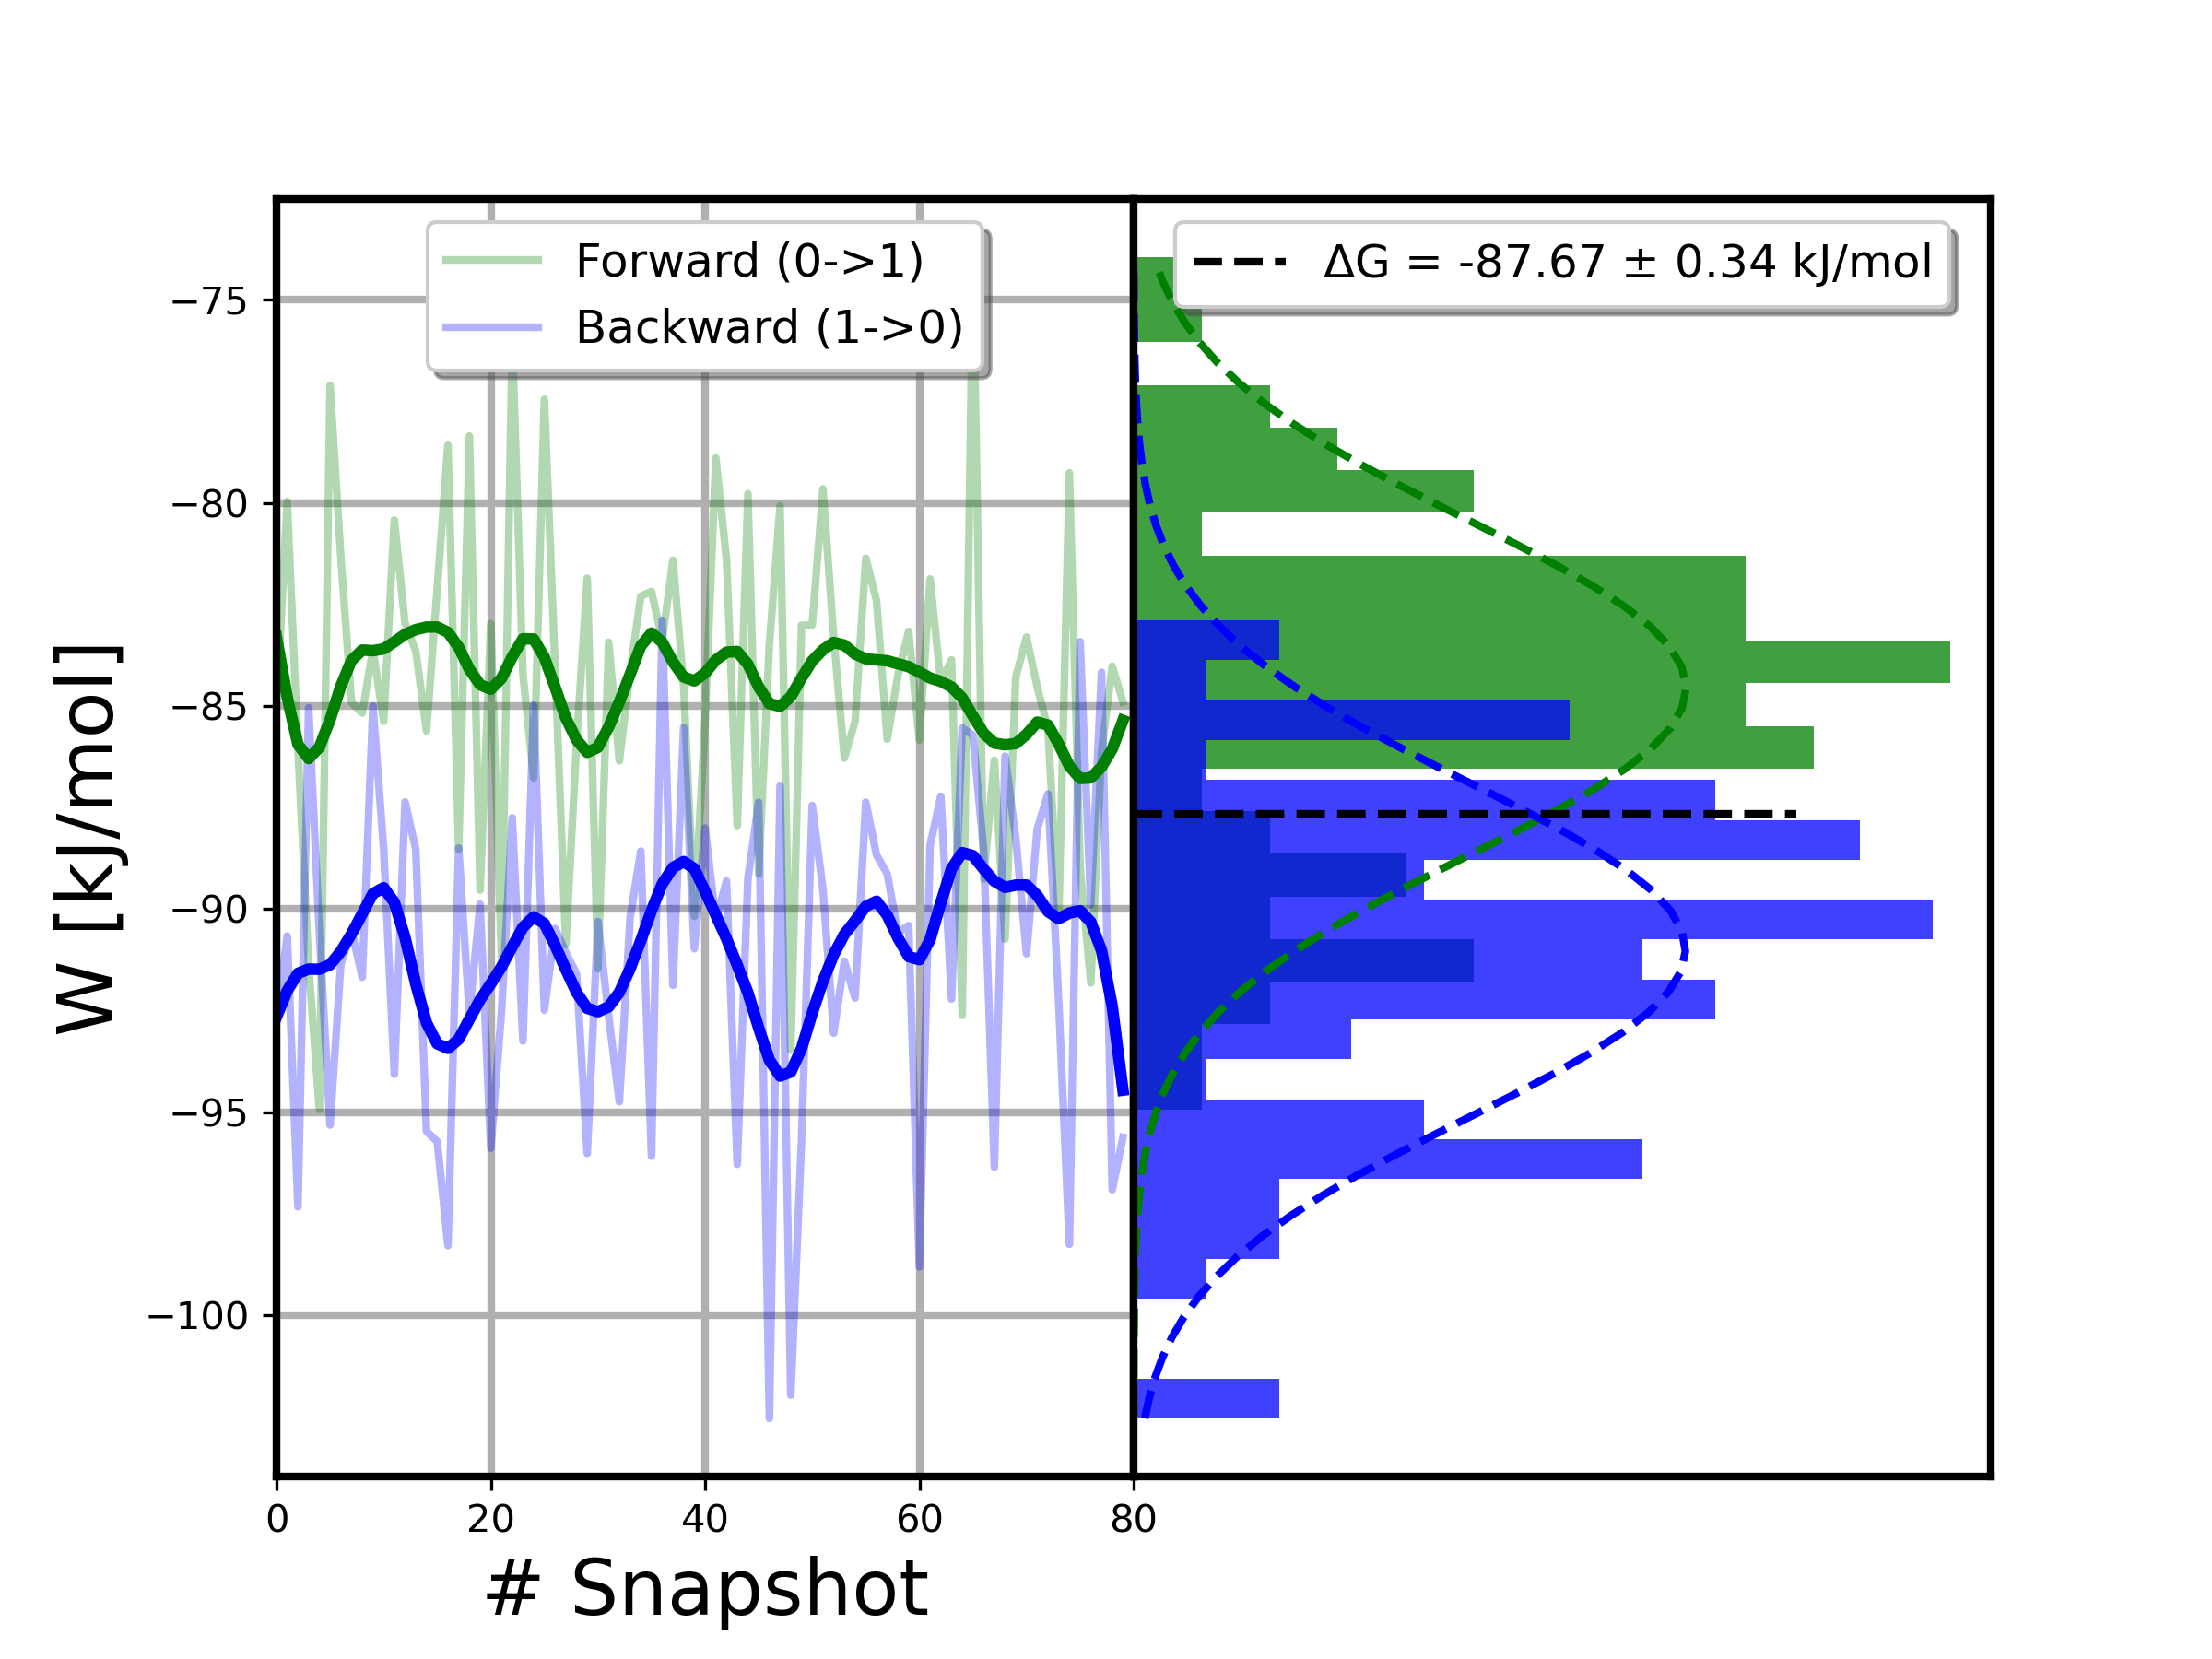 Forward (0->1)
Backward (1->0)
ΔG = -87.67 ± 0.34 kJ/mol
W [kJ/mol]
−75
−80
−85
−90
−95
−100
0 20 40 60 80
# Snapshot